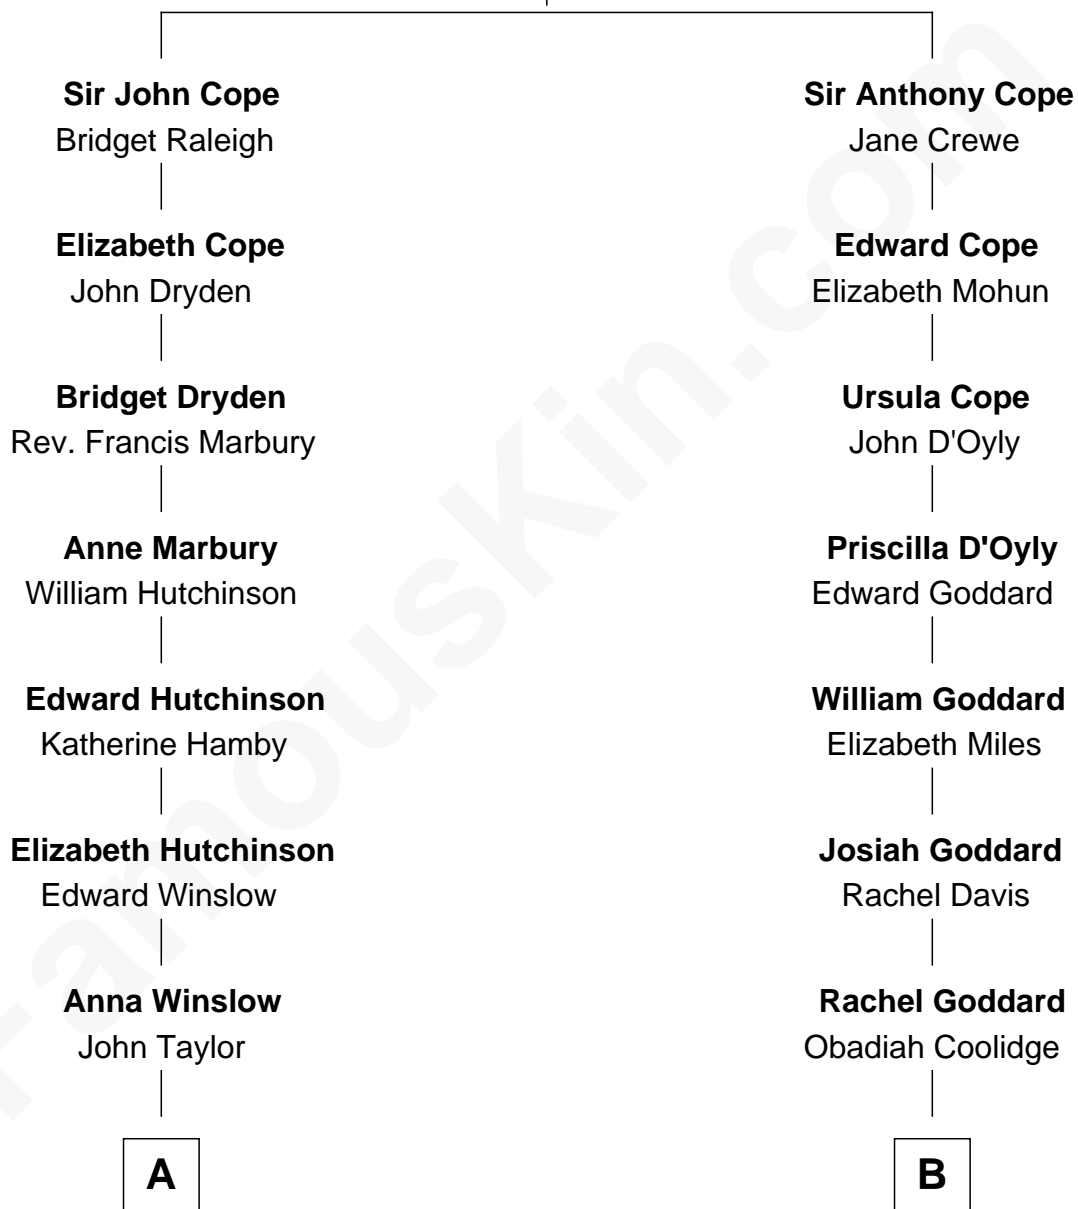 Sir John Cope
Bridget Raleigh
Elizabeth Cope
John Dryden
Bridget Dryden
Rev. Francis Marbury
Anne Marbury
William Hutchinson
Edward Hutchinson
Katherine Hamby
Elizabeth Hutchinson
Edward Winslow
Anna Winslow
John Taylor
A
Sir Anthony Cope
Jane Crewe
Edward Cope
Elizabeth Mohun
Ursula Cope
John D'Oyly
Priscilla D'Oyly
Edward Goddard
William Goddard
Elizabeth Miles
Josiah Goddard
Rachel Davis
Rachel Goddard
Obadiah Coolidge
B
FamousKin.com